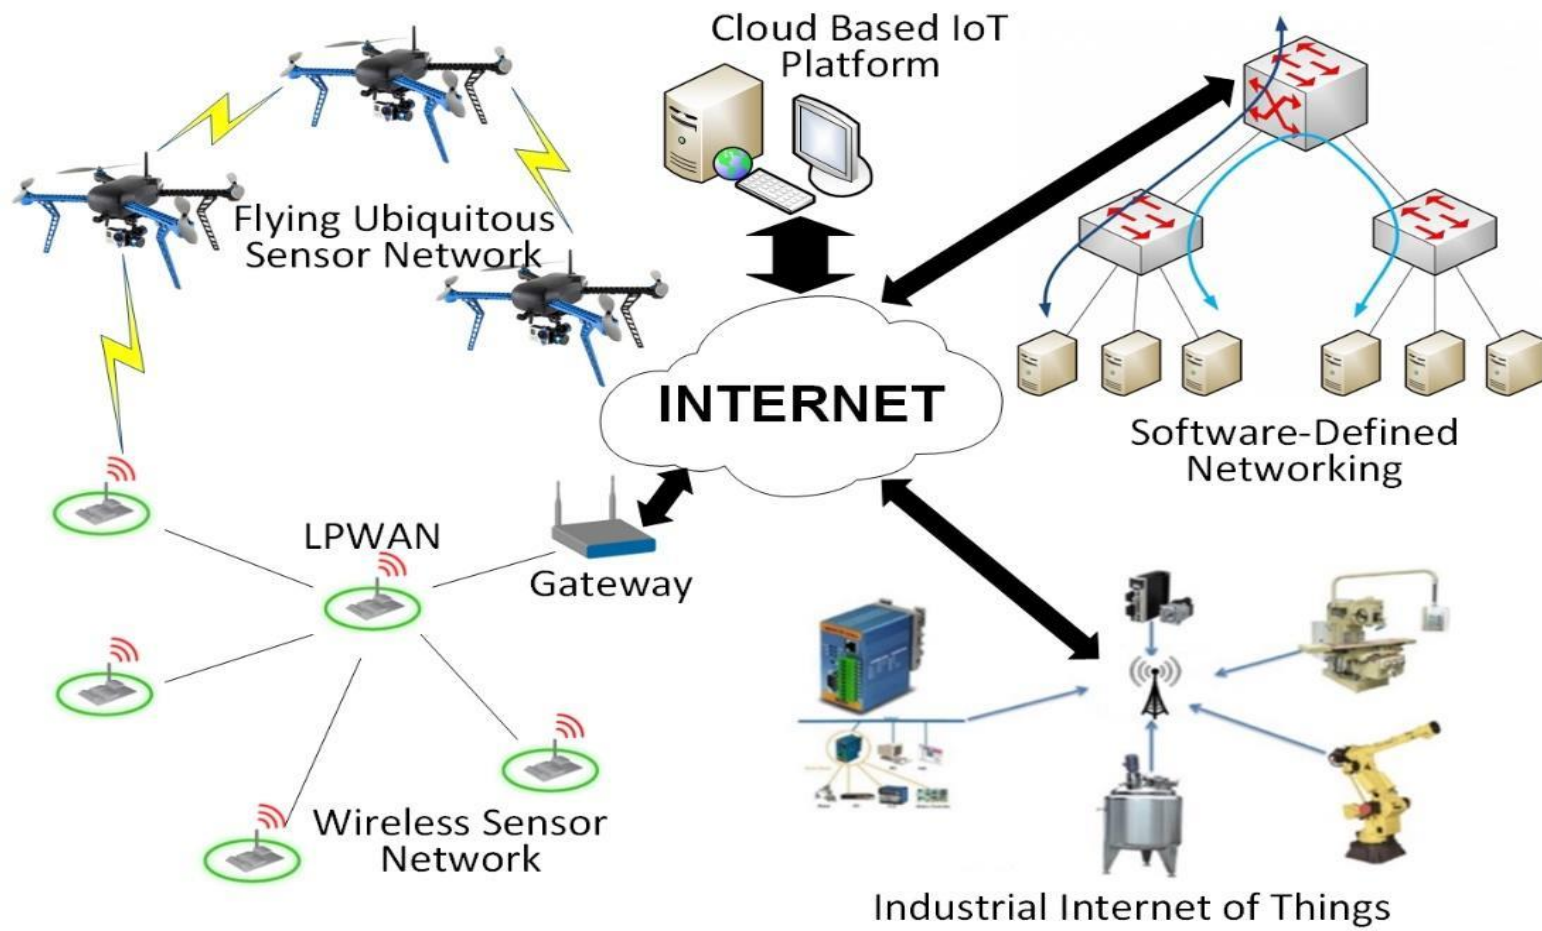 Cloud Based IoT
Platform
Flying Ubiquitous
Sensor Network
INTERNET
Software-Defined
Networking
LPWAN
Gateway
Wireless Sensor
Network
Industrial Internet of Things